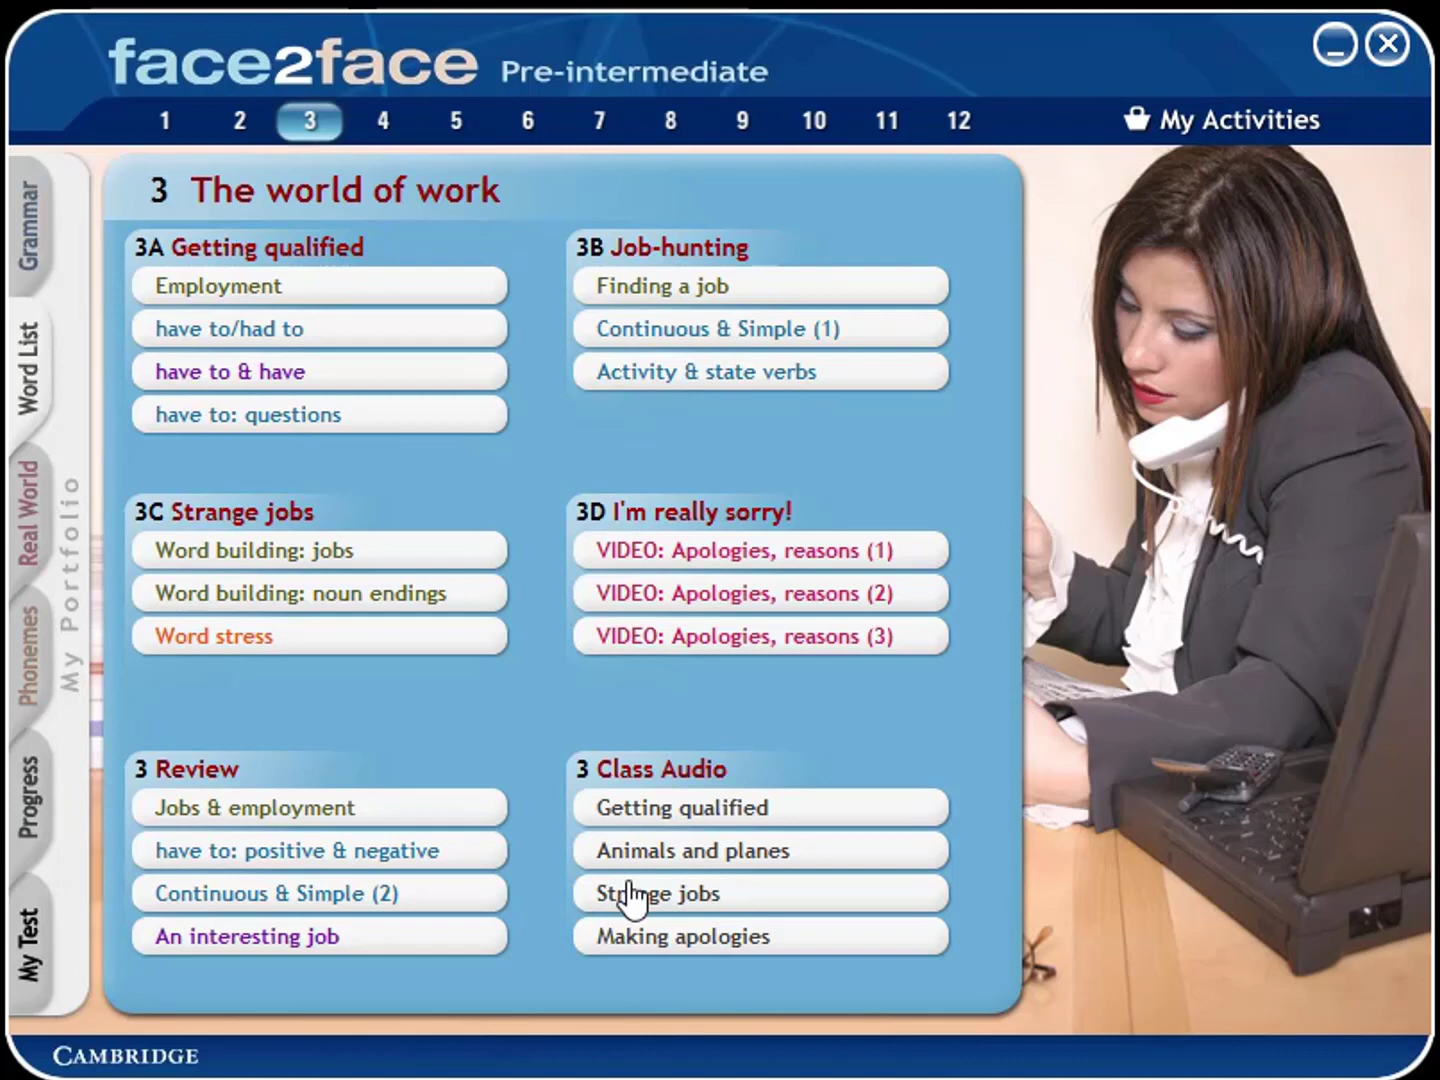 face2face Pre-intermediate
1 2 3 4 5 6 7 8 9 10 11 12 My Activities
Grammar
Word List
Real World
Phonemes
Progress
My Test
My Portfolio
3 The world of work
3A Getting qualified
Employment
have to/had to
have to & have
have to: questions
3B Job-hunting
Finding a job
Continuous & Simple (1)
Activity & state verbs
3C Strange jobs
Word building: jobs
Word building: noun endings
Word stress
3D I'm really sorry!
VIDEO: Apologies, reasons (1)
VIDEO: Apologies, reasons (2)
VIDEO: Apologies, reasons (3)
3 Review
Jobs & employment
have to: positive & negative
Continuous & Simple (2)
An interesting job
3 Class Audio
Getting qualified
Animals and planes
Strange jobs
Making apologies
CAMBRIDGE